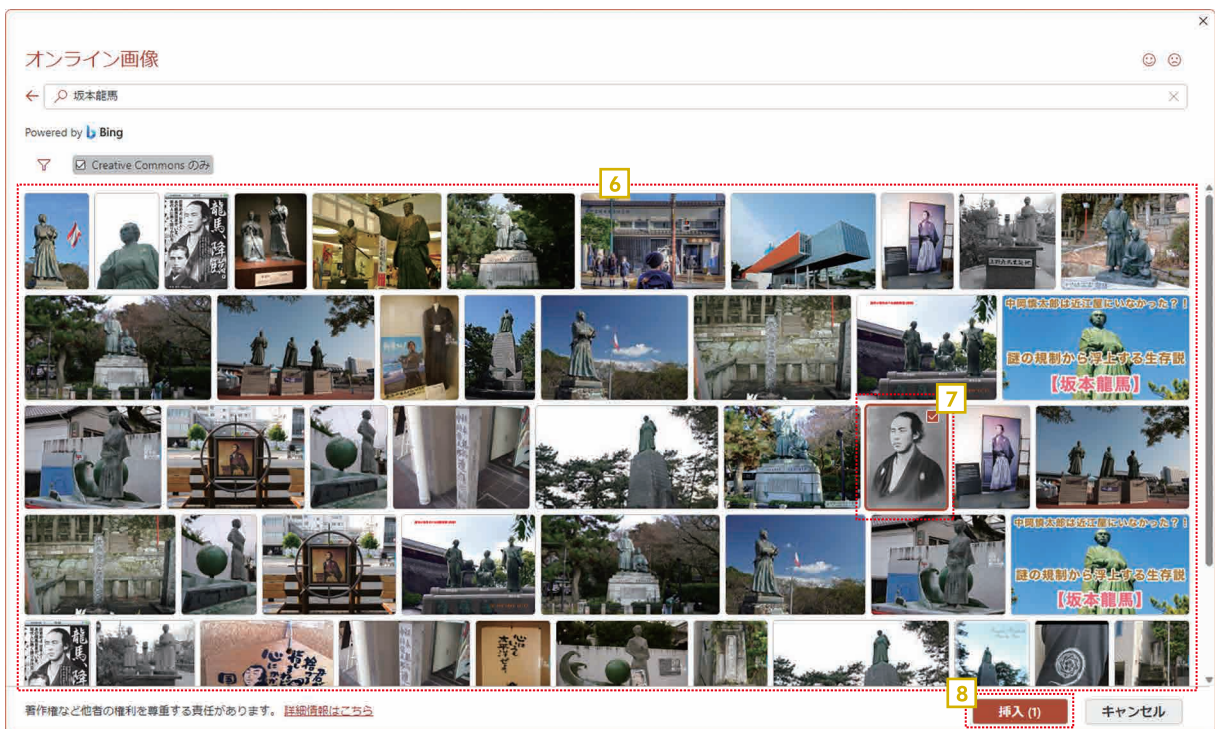 オンライン画像
坂本龍馬
Powered by Bing
Creative Commons のみ
6
龍馬、降臨。
中岡慎太郎は近江屋にいなかった？！
謎の規制から浮上する生存説
【坂本龍馬】
7
中岡慎太郎は近江屋にいなかった？！
謎の規制から浮上する生存説
【坂本龍馬】
龍馬、降
8
著作権など他者の権利を尊重する責任があります。 詳細情報はこちら
挿入 (1)
キャンセル